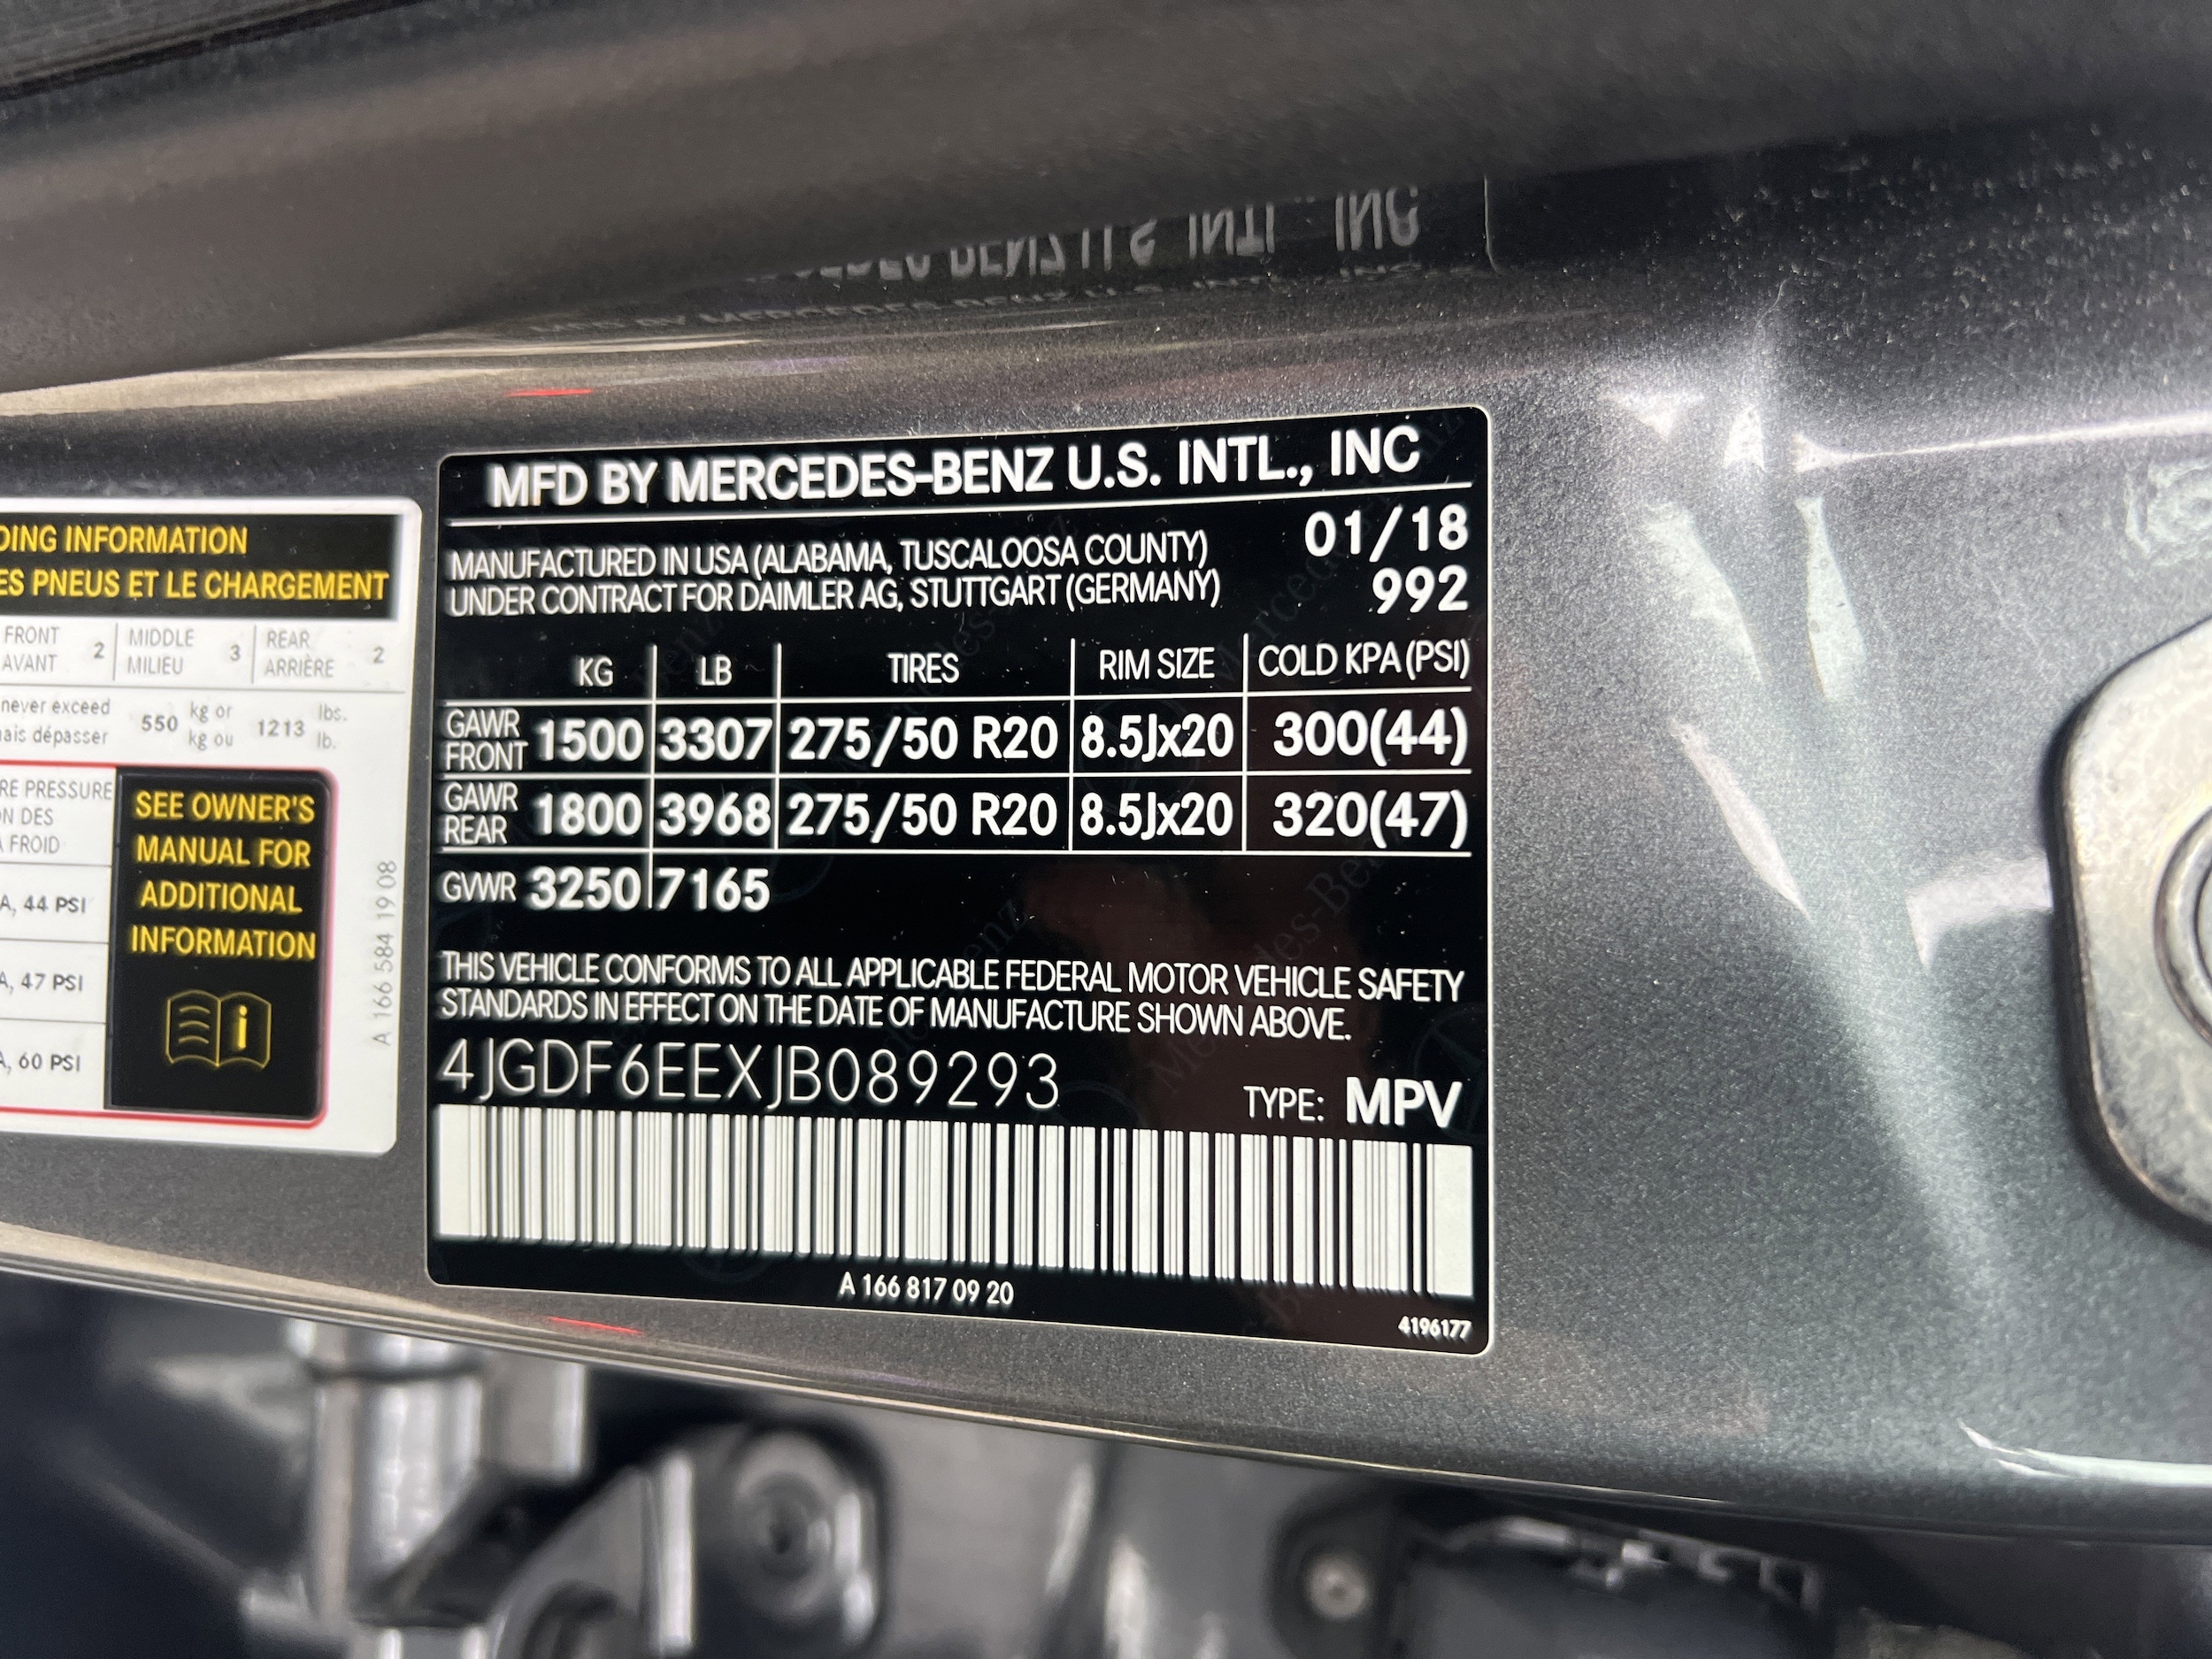 DING INFORMATION
ES PNEUS ET LE CHARGEMENT
FRONT 2 MIDDLE 3 REAR 2
AVANT MILIEU ARRIÈRE
never exceed 550 kg or 1213 lbs.
ais dépasser kg ou lb.
RE PRESSURE
N DES
FROID
, 44 PSI
, 47 PSI
, 60 PSI
SEE OWNER'S
MANUAL FOR
ADDITIONAL
INFORMATION
A 166 584 19 08
MFD BY MERCEDES-BENZ U.S. INTL., INC
MANUFACTURED IN USA (ALABAMA, TUSCALOOSA COUNTY) 01/18
UNDER CONTRACT FOR DAIMLER AG, STUTTGART (GERMANY) 992
KG LB TIRES RIM SIZE COLD KPA (PSI)
GAWR FRONT 1500 3307 275/50 R20 8.5Jx20 300(44)
GAWR REAR 1800 3968 275/50 R20 8.5Jx20 320(47)
GVWR 3250 7165
THIS VEHICLE CONFORMS TO ALL APPLICABLE FEDERAL MOTOR VEHICLE SAFETY
STANDARDS IN EFFECT ON THE DATE OF MANUFACTURE SHOWN ABOVE.
4JGDF6EEXJB089293 TYPE: MPV
A 166 817 09 20
4196177